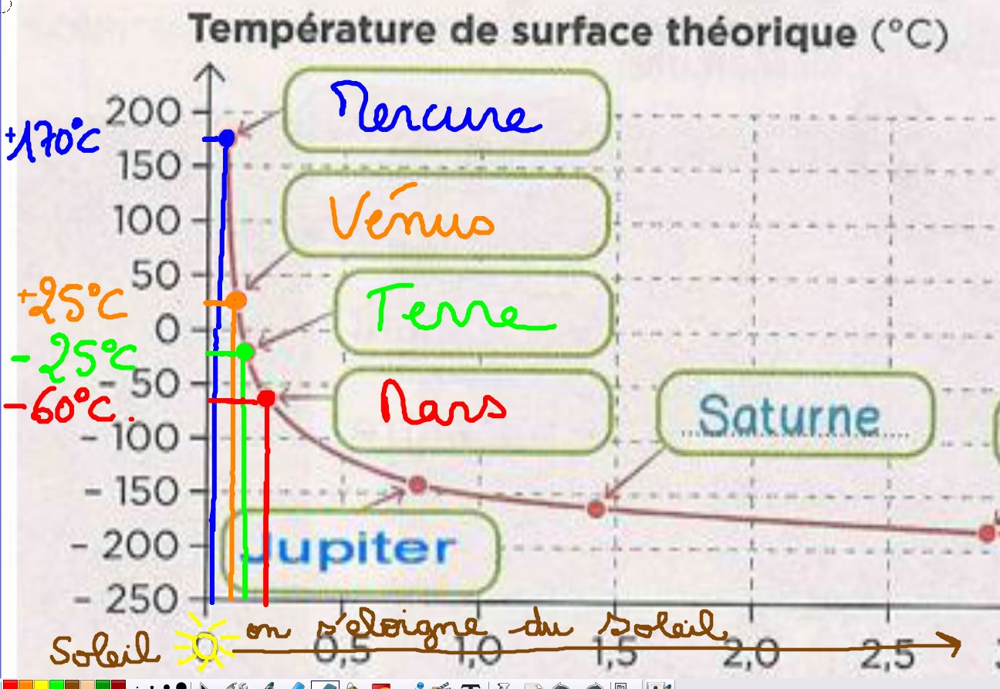 Température de surface théorique (°C)
200
Mercure
+170°C
150
100
Vénus
50
+25°C
Terre
0
-25°C
- 50
Mars
-60°C.
Saturne
- 100
- 150
Jupiter
- 200
- 250
on s'éloigne du soleil
Soleil 0 0,5 1,0 1,5 2,0 2,5